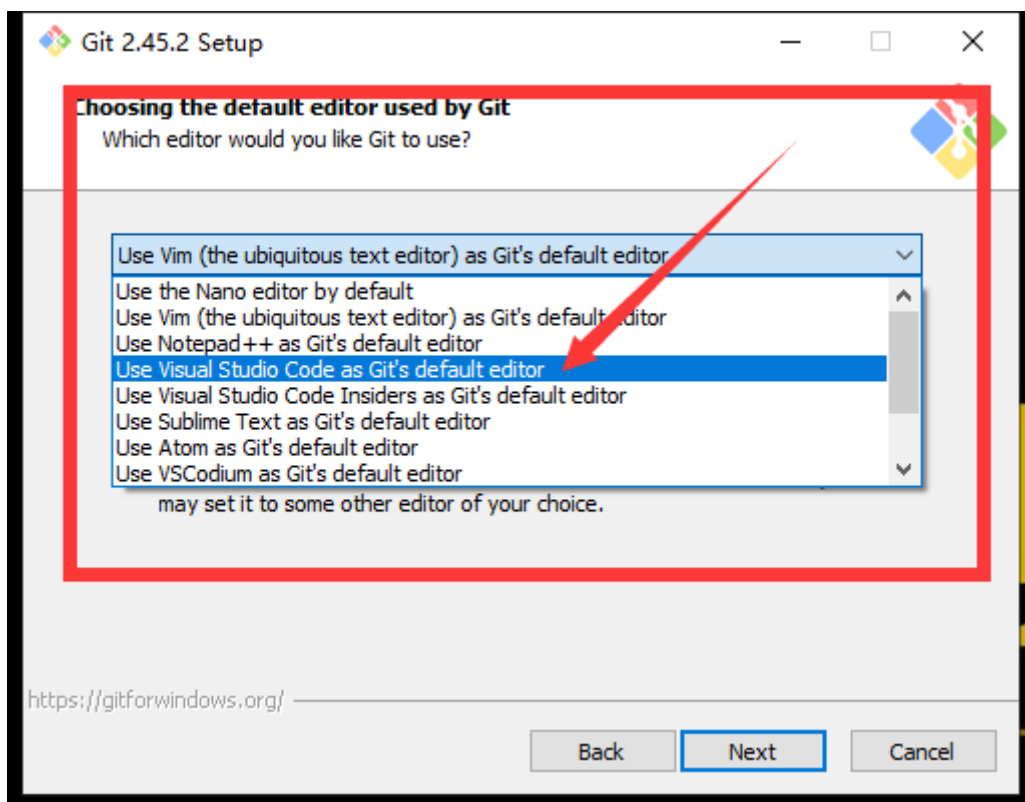 Git 2.45.2 Setup
Choosing the default editor used by Git
Which editor would you like Git to use?
Use Vim (the ubiquitous text editor) as Git's default editor
Use the Nano editor by default
Use Vim (the ubiquitous text editor) as Git's default editor
Use Notepad++ as Git's default editor
Use Visual Studio Code as Git's default editor
Use Visual Studio Code Insiders as Git's default editor
Use Sublime Text as Git's default editor
Use Atom as Git's default editor
Use VSCodium as Git's default editor
may set it to some other editor of your choice.
https://gitforwindows.org/
Back
Next
Cancel